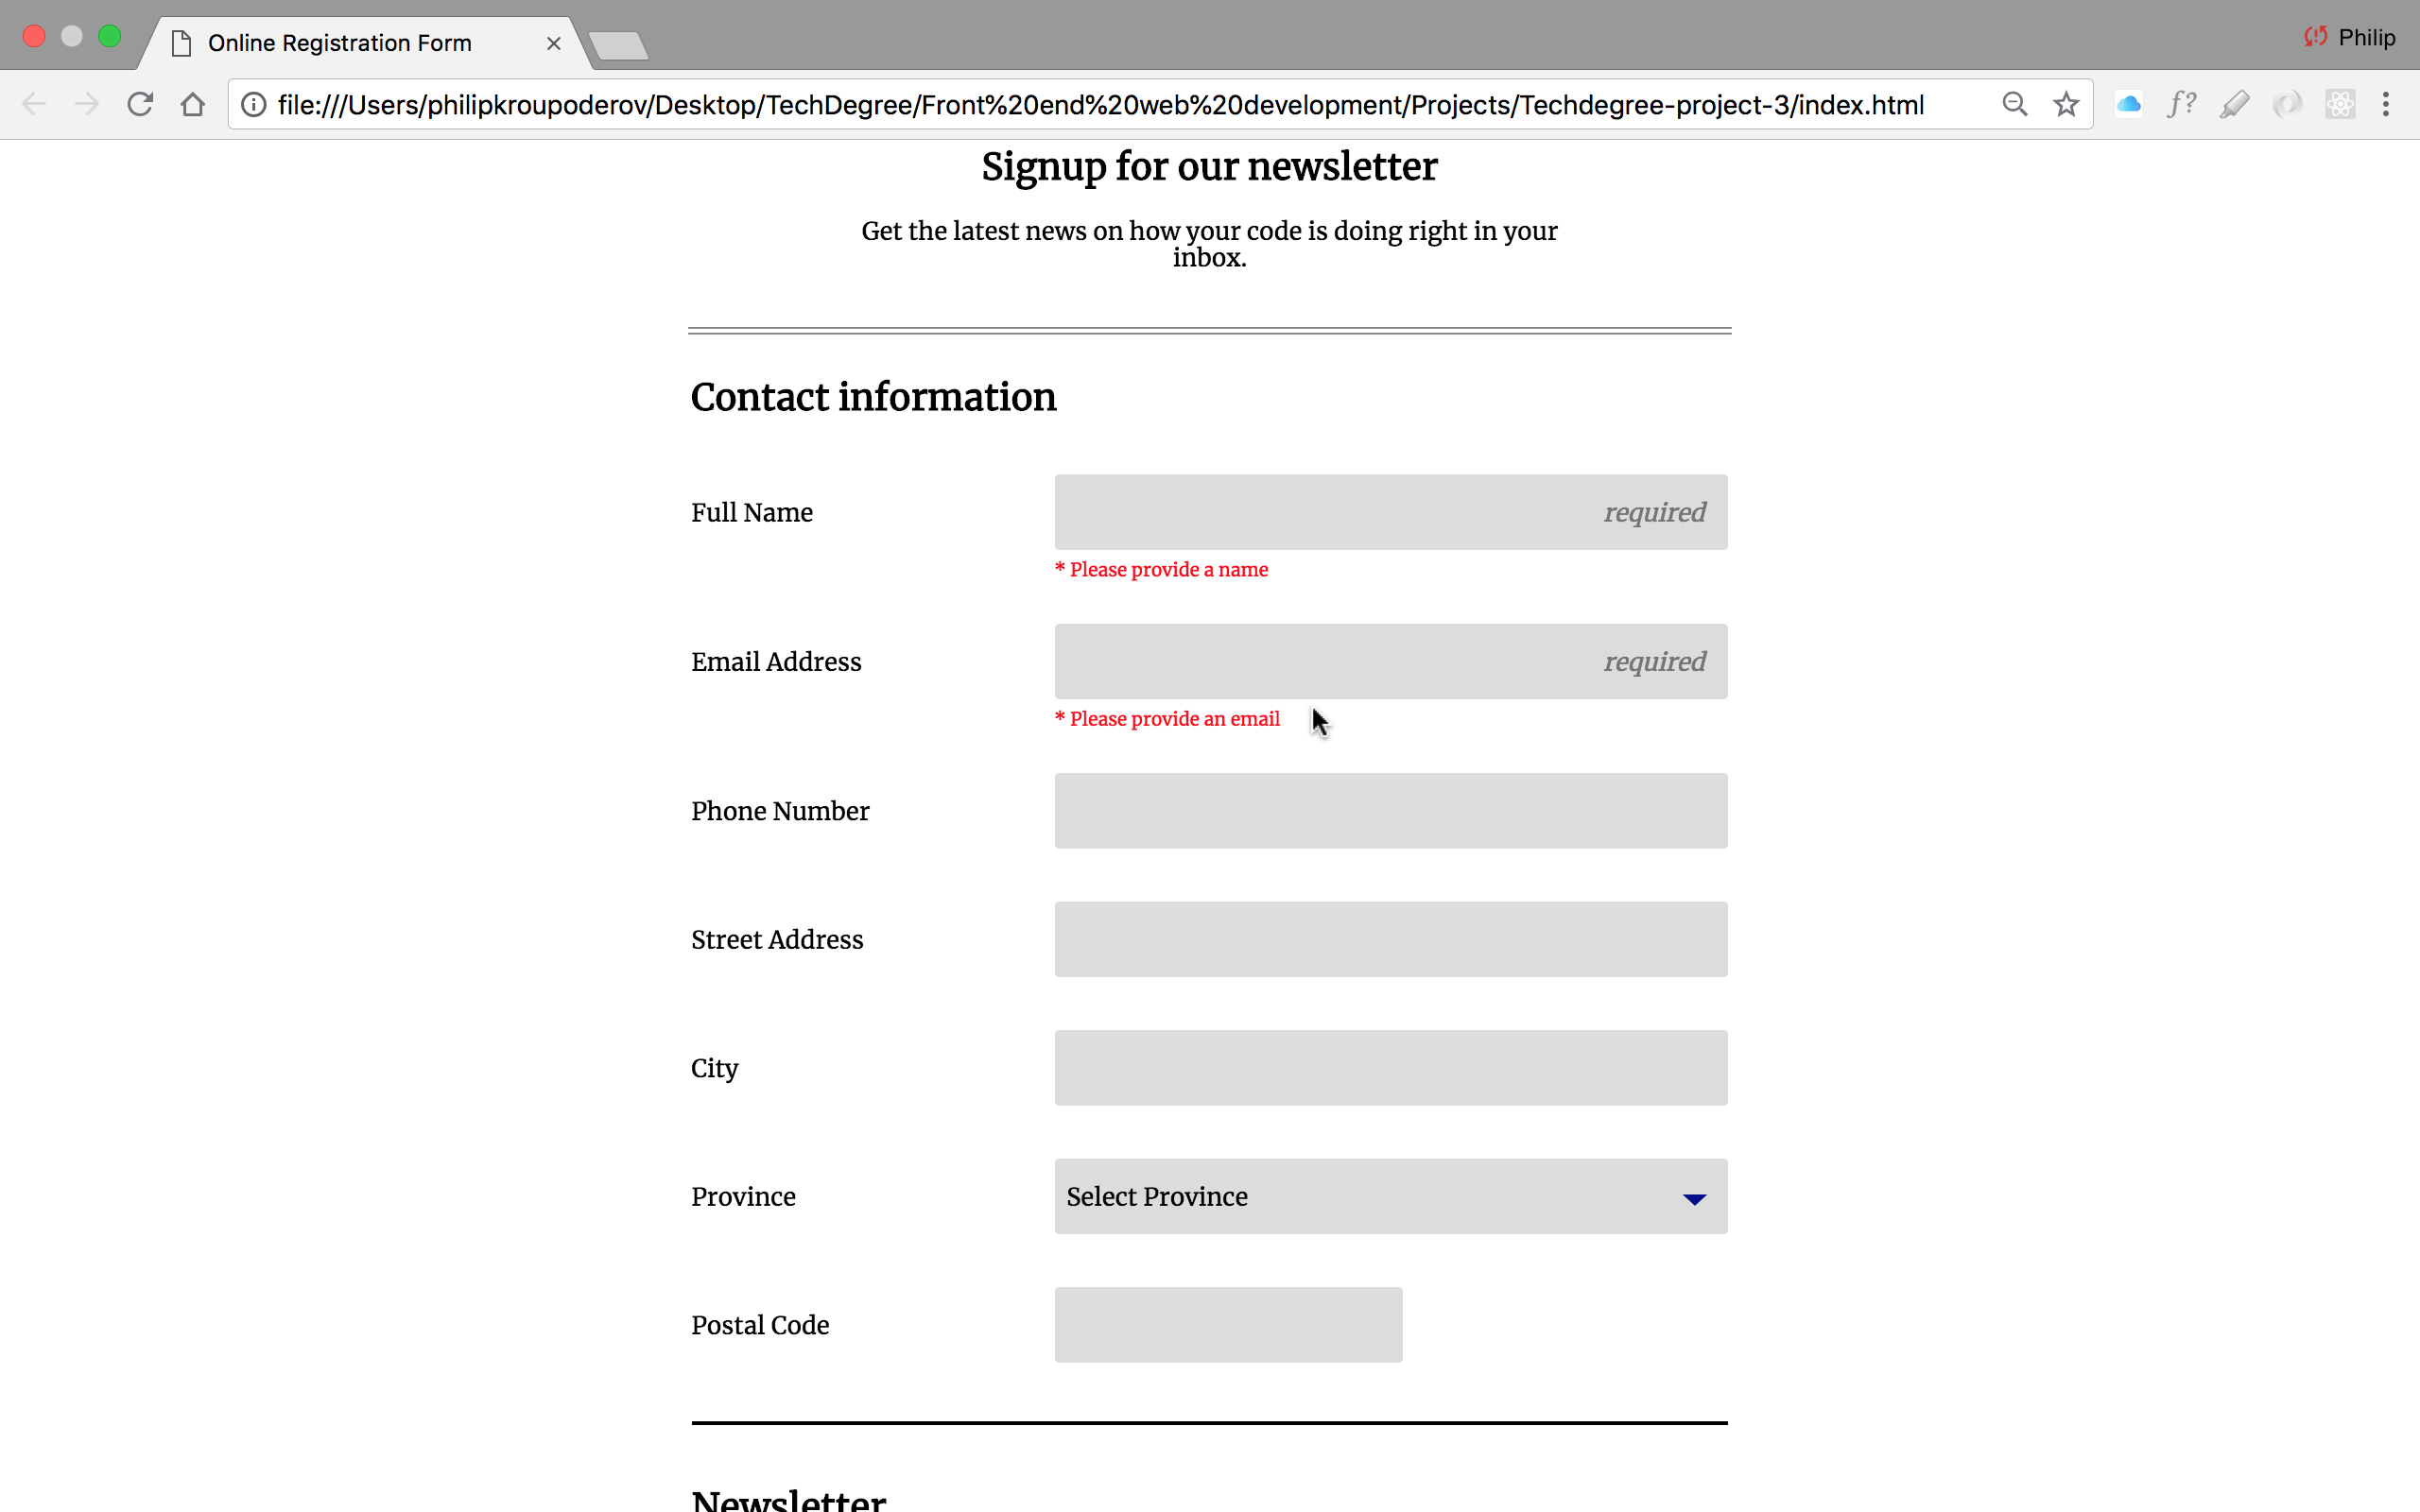 Online Registration Form
Philip
file:///Users/philipkroupoderov/Desktop/TechDegree/Front%20end%20web%20development/Projects/Techdegree-project-3/index.html
f?
Signup for our newsletter
Get the latest news on how your code is doing right in your
inbox.
Contact information
Full Name
required
* Please provide a name
Email Address
required
* Please provide an email
Phone Number
Street Address
City
Province
Select Province
Postal Code
Newsletter